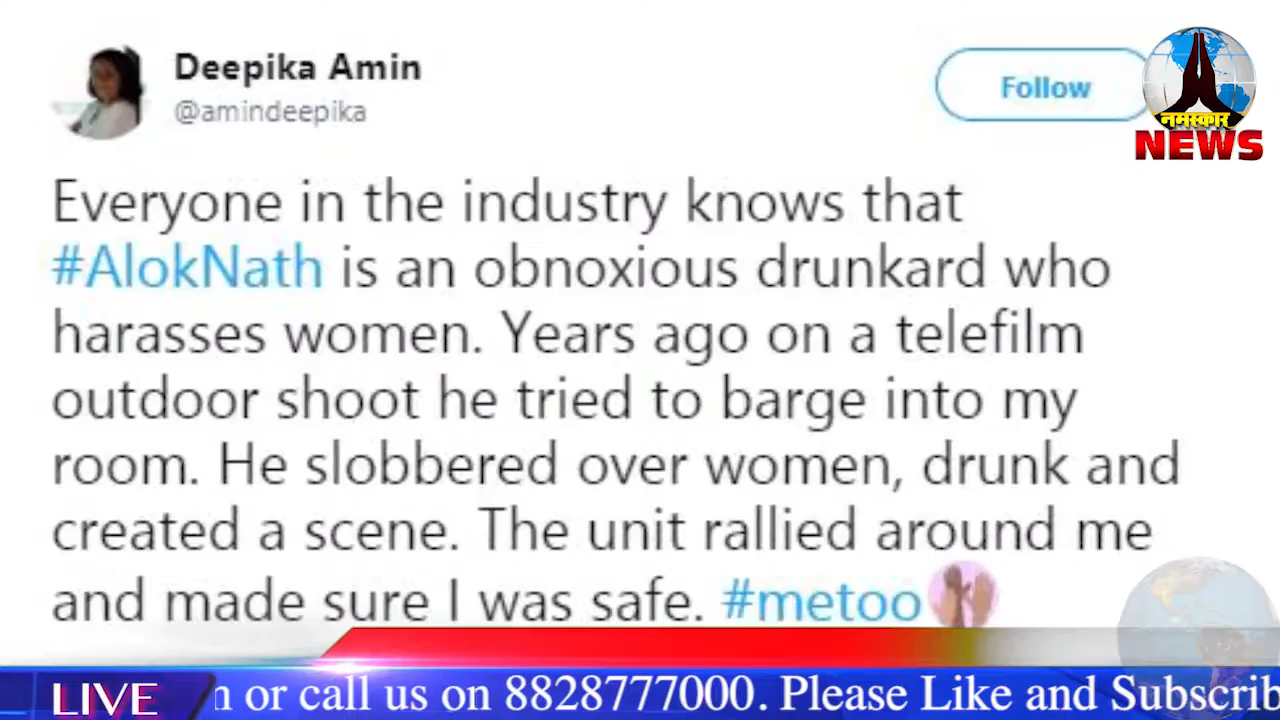 Deepika Amin
@amindeepika
Follow
नमस्कार
NEWS
Everyone in the industry knows that
#AlokNath is an obnoxious drunkard who
harasses women. Years ago on a telefilm
outdoor shoot he tried to barge into my
room. He slobbered over women, drunk and
created a scene. The unit rallied around me
and made sure I was safe. #metoo
LIVE
or call us on 8828777000. Please Like and Subscrib